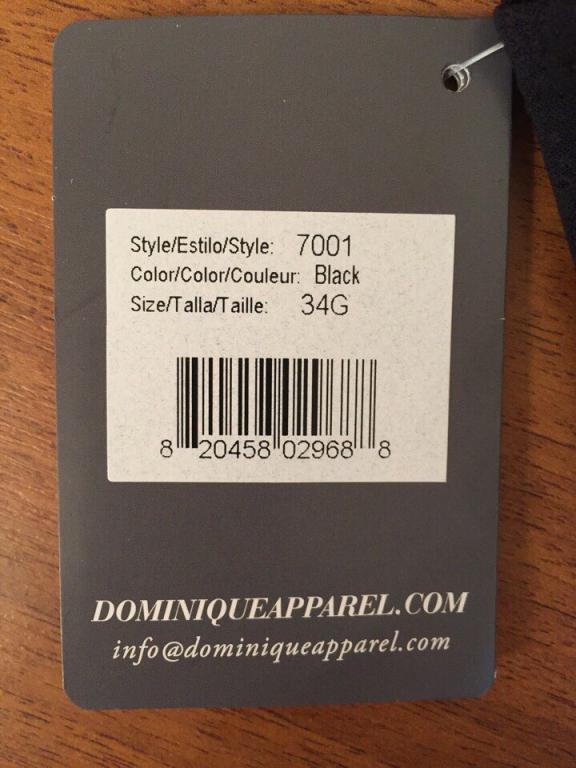 Style/Estilo/Style: 7001
Color/Color/Couleur: Black
Size/Talla/Taille: 34G
8 20458 02968 8
DOMINIQUEAPPAREL.COM
info@dominiqueapparel.com